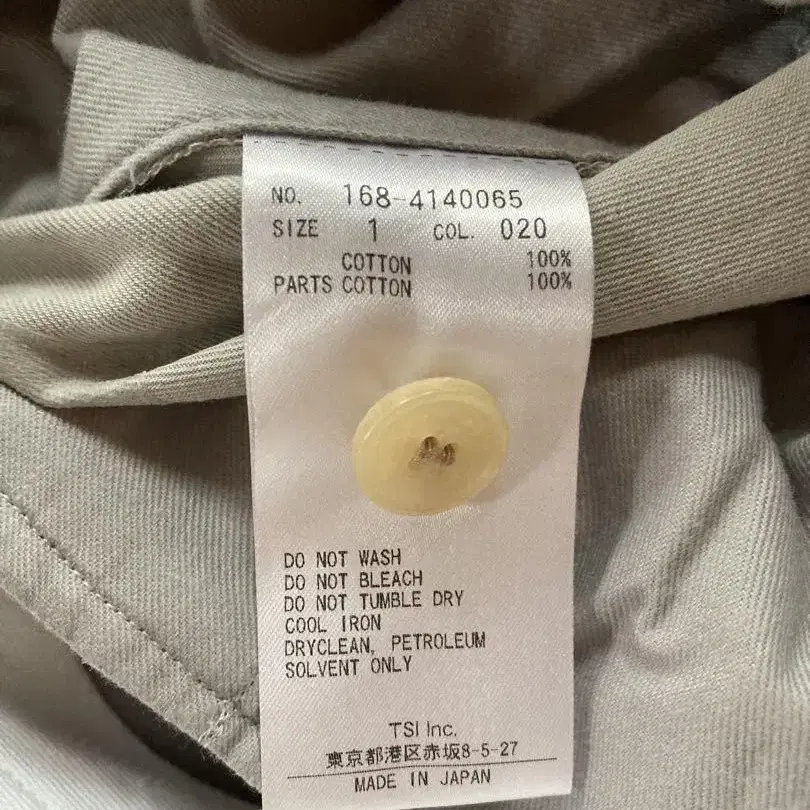 NO. 168-4140065
SIZE 1 COL. 020
COTTON 100%
PARTS COTTON 100%
DO NOT WASH
DO NOT BLEACH
DO NOT TUMBLE DRY
COOL IRON
DRYCLEAN, PETROLEUM
SOLVENT ONLY
TSI Inc.
東京都港区赤坂8-5-27
MADE IN JAPAN